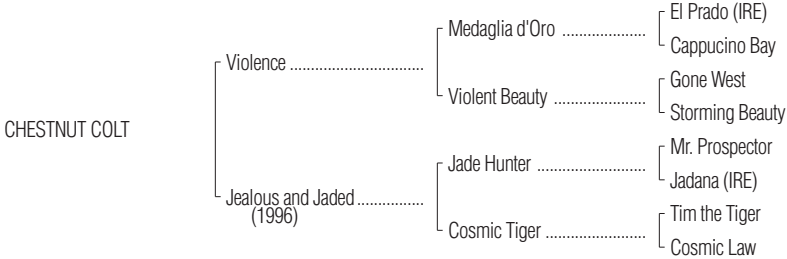 El Prado (IRE)
Medaglia d'Oro ....................
Cappucino Bay
Violence ................................
Gone West
Violent Beauty ......................
Storming Beauty
CHESTNUT COLT
Mr. Prospector
Jade Hunter ..........................
Jadana (IRE)
Jealous and Jaded ................
(1996)
Tim the Tiger
Cosmic Tiger ........................
Cosmic Law